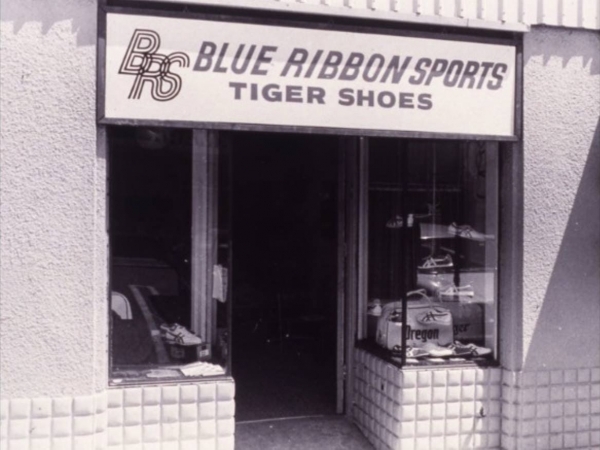 BRS BLUE RIBBON SPORTS
TIGER SHOES
Oregon